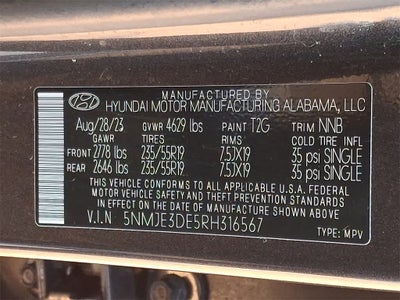 MANUFACTURED BY
HYUNDAI MOTOR MANUFACTURING ALABAMA, LLC
Aug/28/23 GVWR 4629 lbs PAINT T2G TRIM NNB
GAWR TIRES RIMS COLD TIRE INFL
FRONT 2778 lbs 235/55R19 7.5JX19 35 psi SINGLE
REAR 2646 lbs 235/55R19 7.5JX19 35 psi SINGLE
THIS VEHICLE CONFORMS TO ALL APPLICABLE U.S.A. FEDERAL
MOTOR VEHICLE SAFETY AND THEFT PREVENTION STANDARDS
IN EFFECT ON THE DATE OF MANUFACTURE SHOWN ABOVE
V.I.N 5NMJE3DE5RH316567 TYPE: MPV